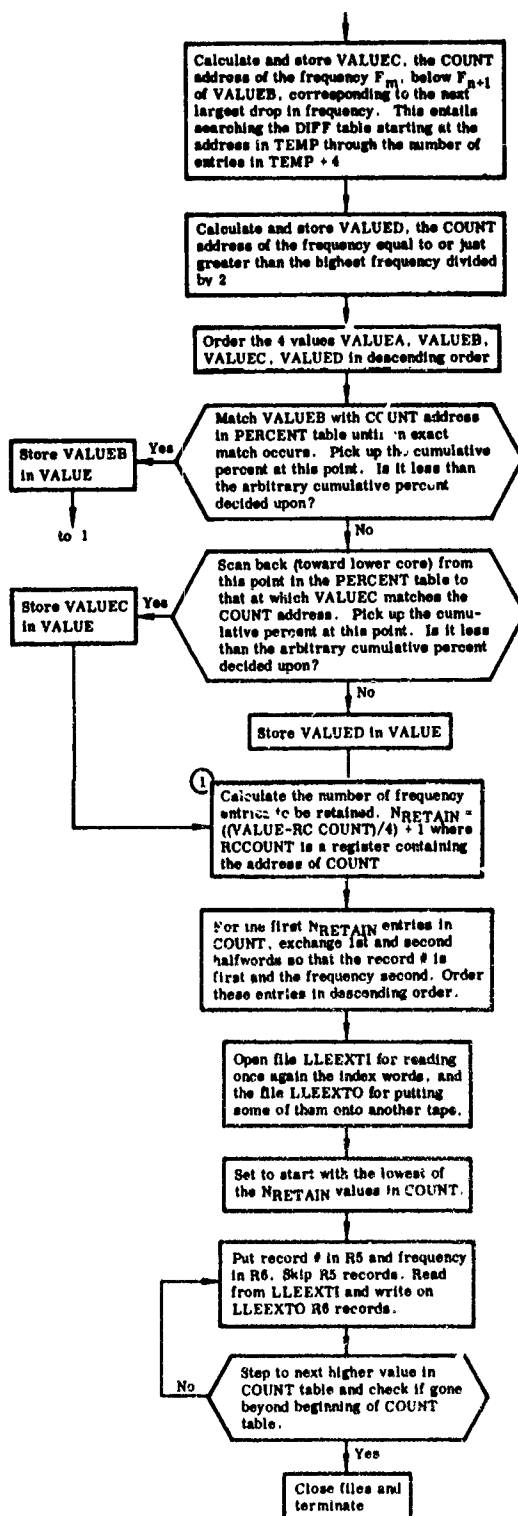 Calculate and store VALUEC, the COUNT
address of the frequency Fm, below Fn+1
of VALUEB, corresponding to the next
largest drop in frequency. This entails
searching the DIFF table starting at the
address in TEMP through the number of
entries in TEMP + 4
Calculate and store VALUED, the COUNT
address of the frequency equal to or just
greater than the highest frequency divided
by 2
Order the 4 values VALUEA, VALUEB,
VALUEC, VALUED in descending order
Match VALUEB with COUNT address
in PERCENT table until an exact
match occurs. Pick up the cumulative
percent at this point. Is it less than
the arbitrary cumulative percent
decided upon?
Yes
Store VALUEB
in VALUE
to 1
No
Scan back (toward lower core) from
this point in the PERCENT table to
that at which VALUEC matches the
COUNT address. Pick up the cumu-
lative percent at this point. Is it less
than the arbitrary cumulative percent
decided upon?
Yes
Store VALUEC
in VALUE
No
Store VALUED in VALUE
1
Calculate the number of frequency
entries to be retained. NRETAIN =
((VALUE-RC COUNT)/4) + 1 where
RCCOUNT is a register containing
the address of COUNT
For the first NRETAIN entries in
COUNT, exchange 1st and second
halfwords so that the record # is
first and the frequency second. Order
these entries in descending order.
Open file LLEEXTI for reading
once again the index words, and
the file LLEEXTO for putting
some of them onto another tape.
Set to start with the lowest of
the NRETAIN values in COUNT.
Put record # in R5 and frequency
in R6. Skip R5 records. Read
from LLEEXTI and write on
LLEEXTO R6 records.
No
Step to next higher value in
COUNT table and check if gone
beyond beginning of COUNT
table.
Yes
Close files and
terminate